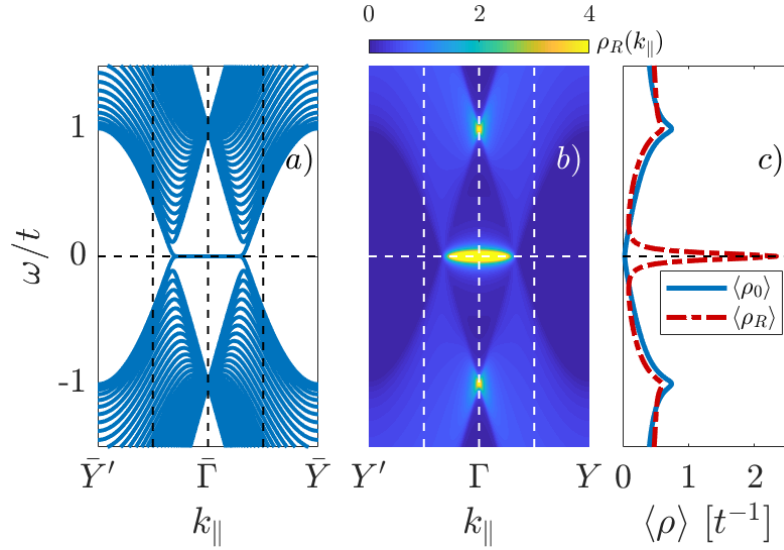 0 2 4
ρ_R(k_∥)
a) b) c)
ω/t
1
0
-1
⟨ρ_0⟩
⟨ρ_R⟩
Ȳ′ Γ̄ Ȳ
Y′ Γ Y
0 1 2
k_∥ k_∥ ⟨ρ⟩ [t⁻¹]